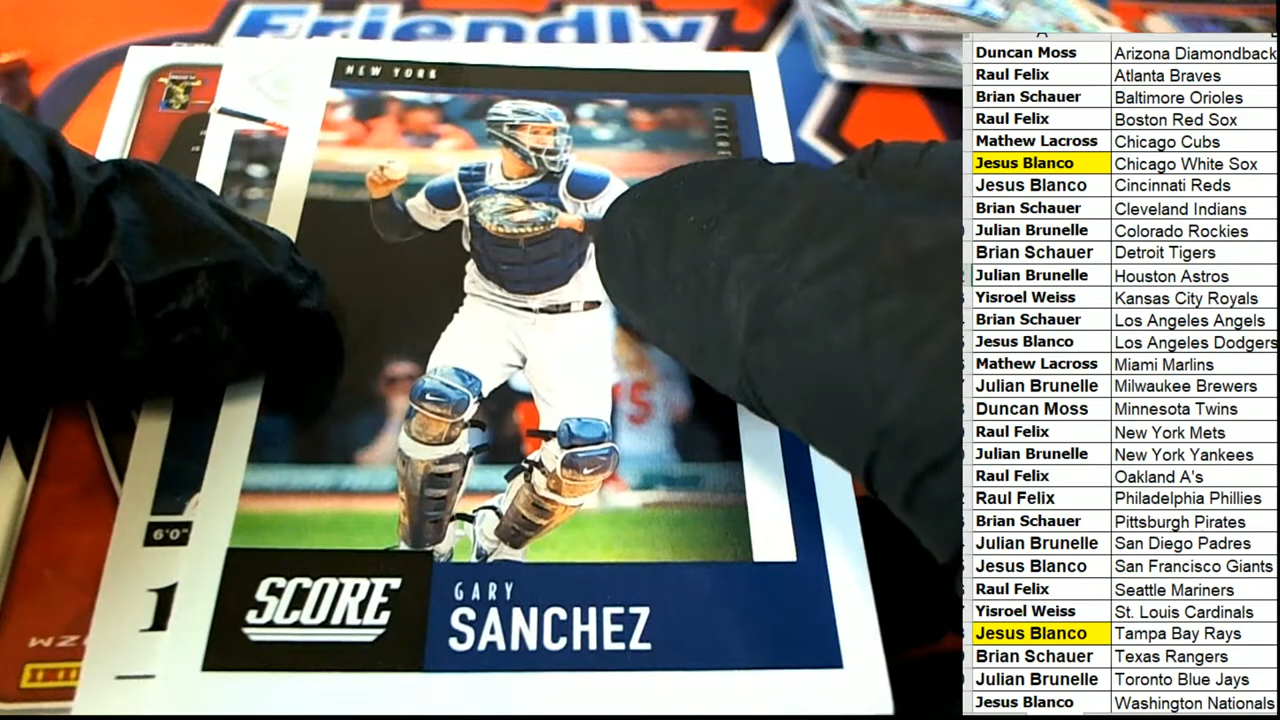 Friendly
NEW YORK
CATCHER
6'0"
1
SCORE
GARY
SANCHEZ
A
Duncan Moss Arizona Diamondback
Raul Felix Atlanta Braves
Brian Schauer Baltimore Orioles
Raul Felix Boston Red Sox
Mathew Lacross Chicago Cubs
Jesus Blanco Chicago White Sox
Jesus Blanco Cincinnati Reds
Brian Schauer Cleveland Indians
Julian Brunelle Colorado Rockies
Brian Schauer Detroit Tigers
Julian Brunelle Houston Astros
Yisroel Weiss Kansas City Royals
Brian Schauer Los Angeles Angels
Jesus Blanco Los Angeles Dodgers
Mathew Lacross Miami Marlins
Julian Brunelle Milwaukee Brewers
Duncan Moss Minnesota Twins
Raul Felix New York Mets
Julian Brunelle New York Yankees
Raul Felix Oakland A's
Raul Felix Philadelphia Phillies
Brian Schauer Pittsburgh Pirates
Julian Brunelle San Diego Padres
Jesus Blanco San Francisco Giants
Raul Felix Seattle Mariners
Yisroel Weiss St. Louis Cardinals
Jesus Blanco Tampa Bay Rays
Brian Schauer Texas Rangers
Julian Brunelle Toronto Blue Jays
Jesus Blanco Washington Nationals